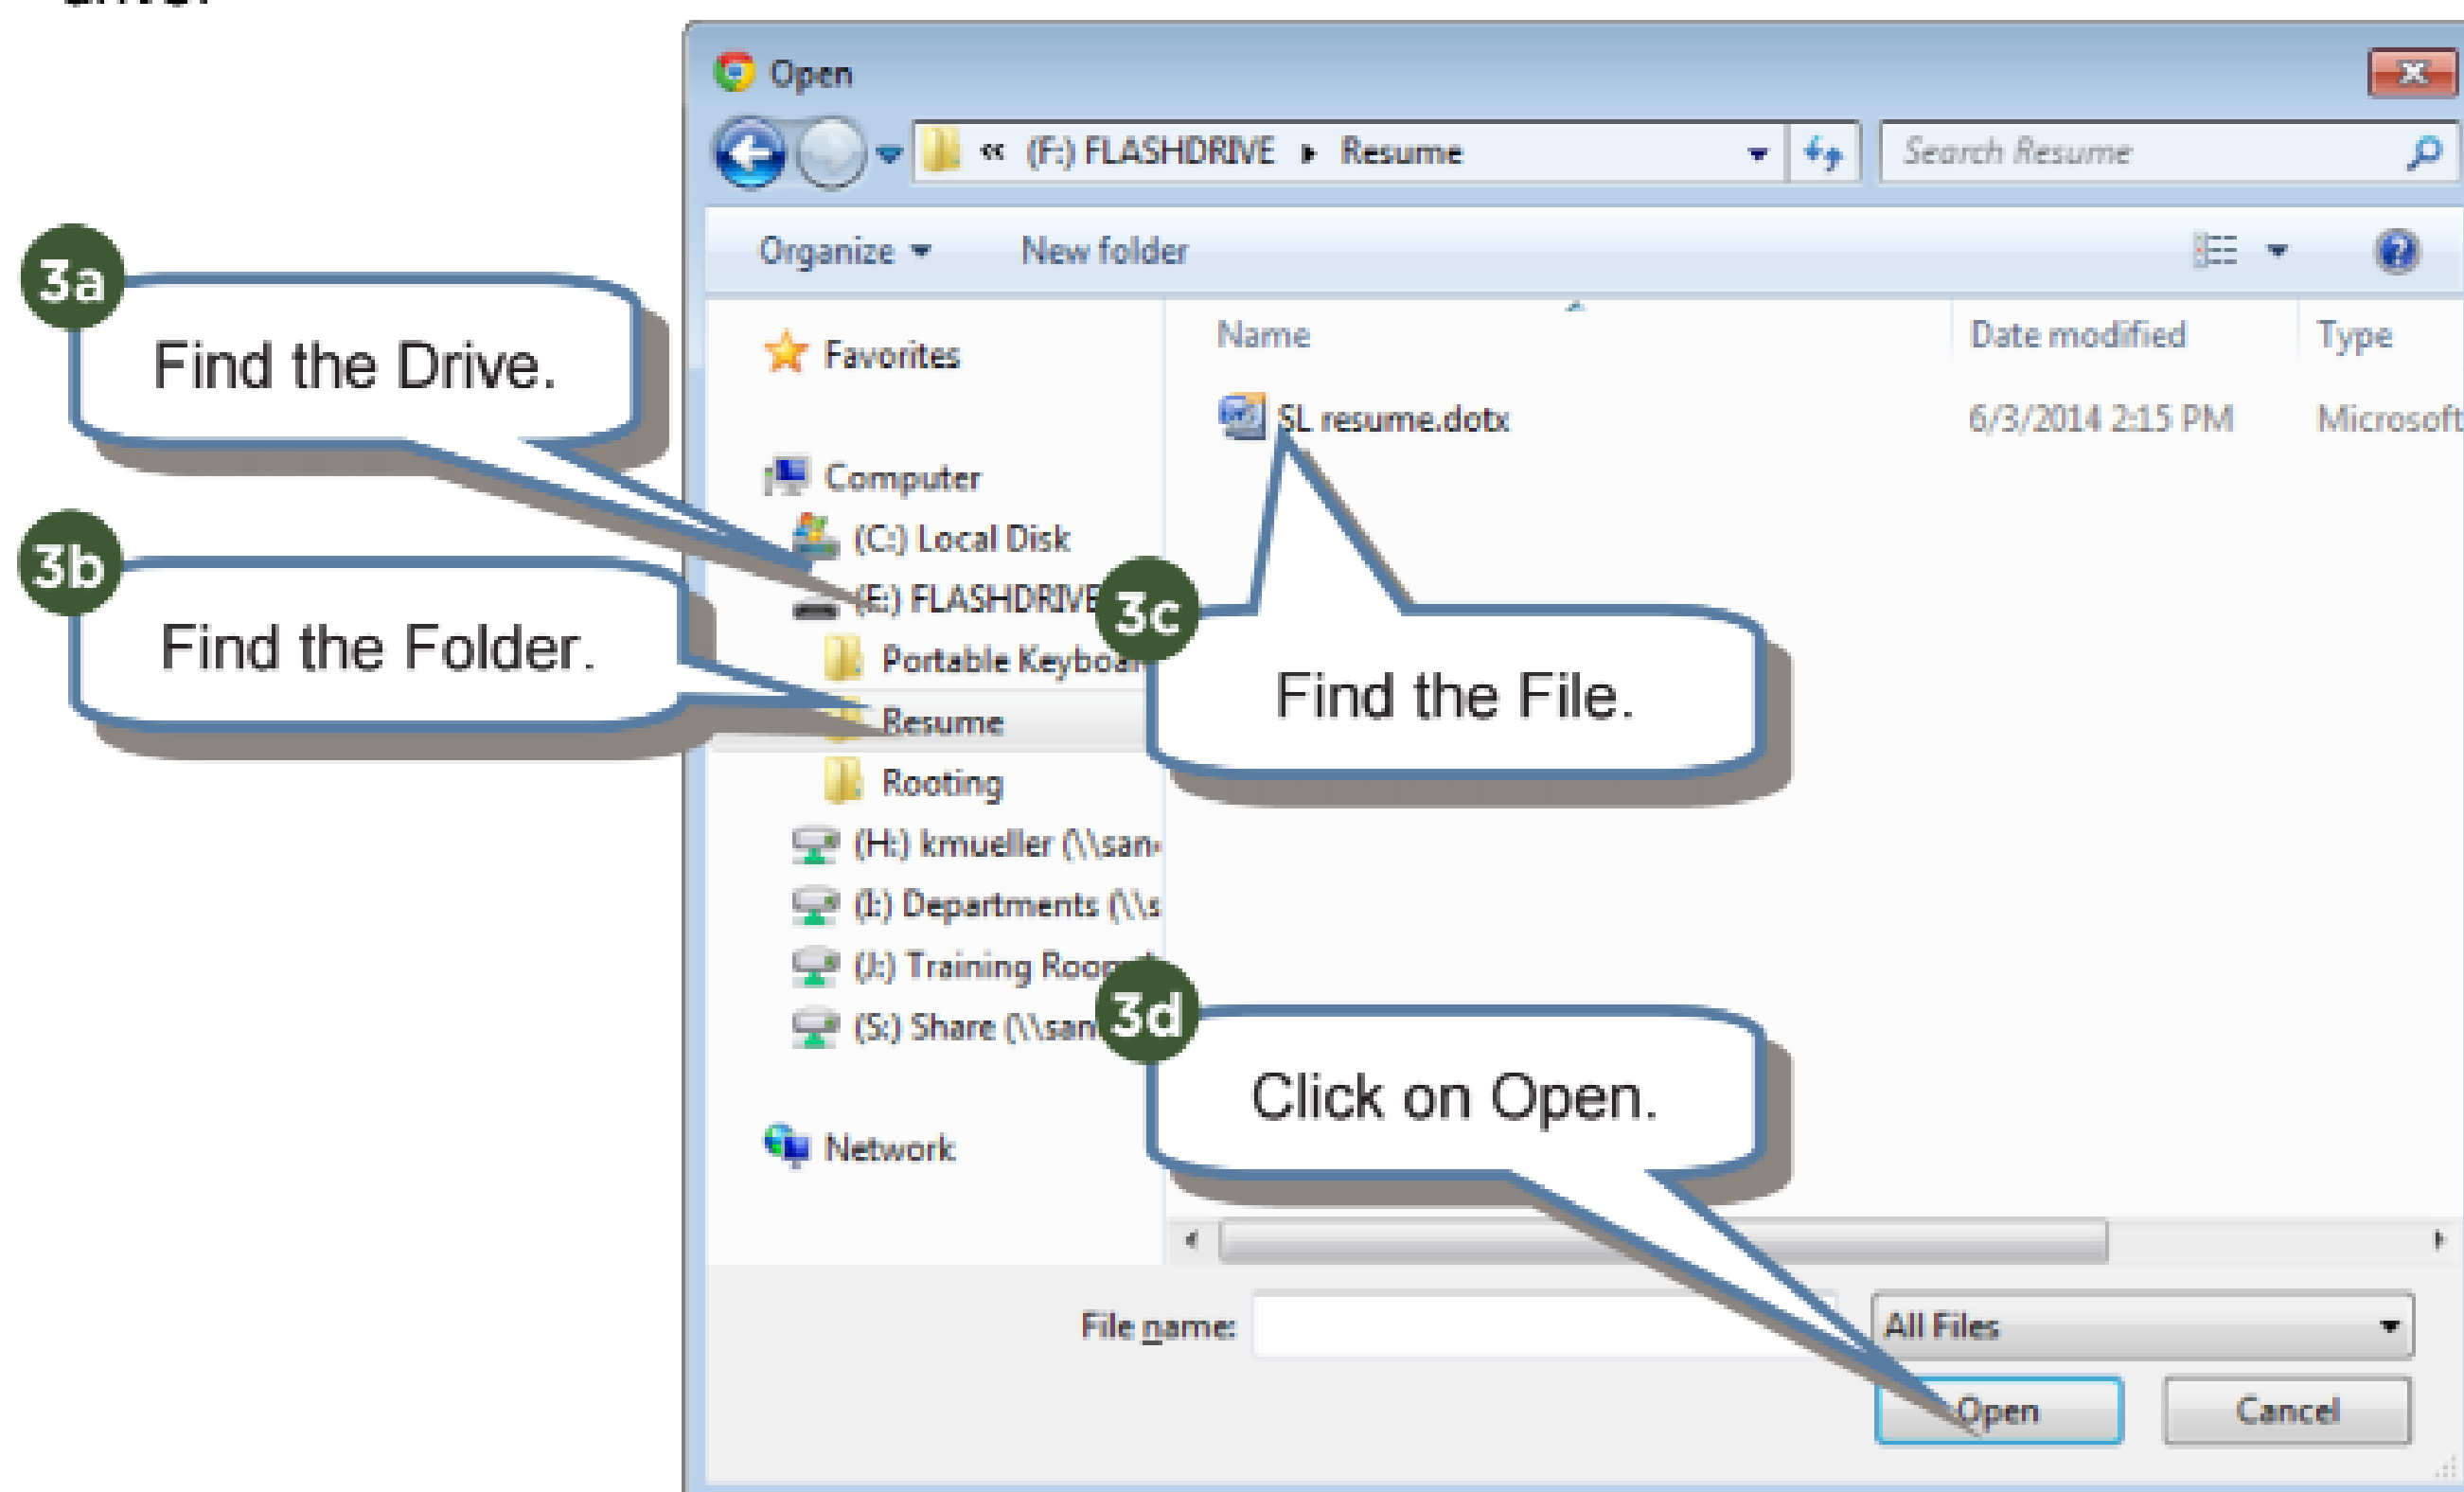 Open
« (F:) FLASHDRIVE ▸ Resume
Search Resume
Organize
New folder
3a
Find the Drive.
3b
Find the Folder.
Favorites
Computer
(C:) Local Disk
(E:) FLASHDRIVE
Portable Keyboar
Resume
Rooting
(H:) kmueller (\\san
(I:) Departments (\\s
(J:) Training Roo
(S:) Share (\\san
Network
Name
Date modified
Type
SL resume.dotx
6/3/2014 2:15 PM
Microsoft
3c
Find the File.
3d
Click on Open.
File name:
All Files
Open
Cancel